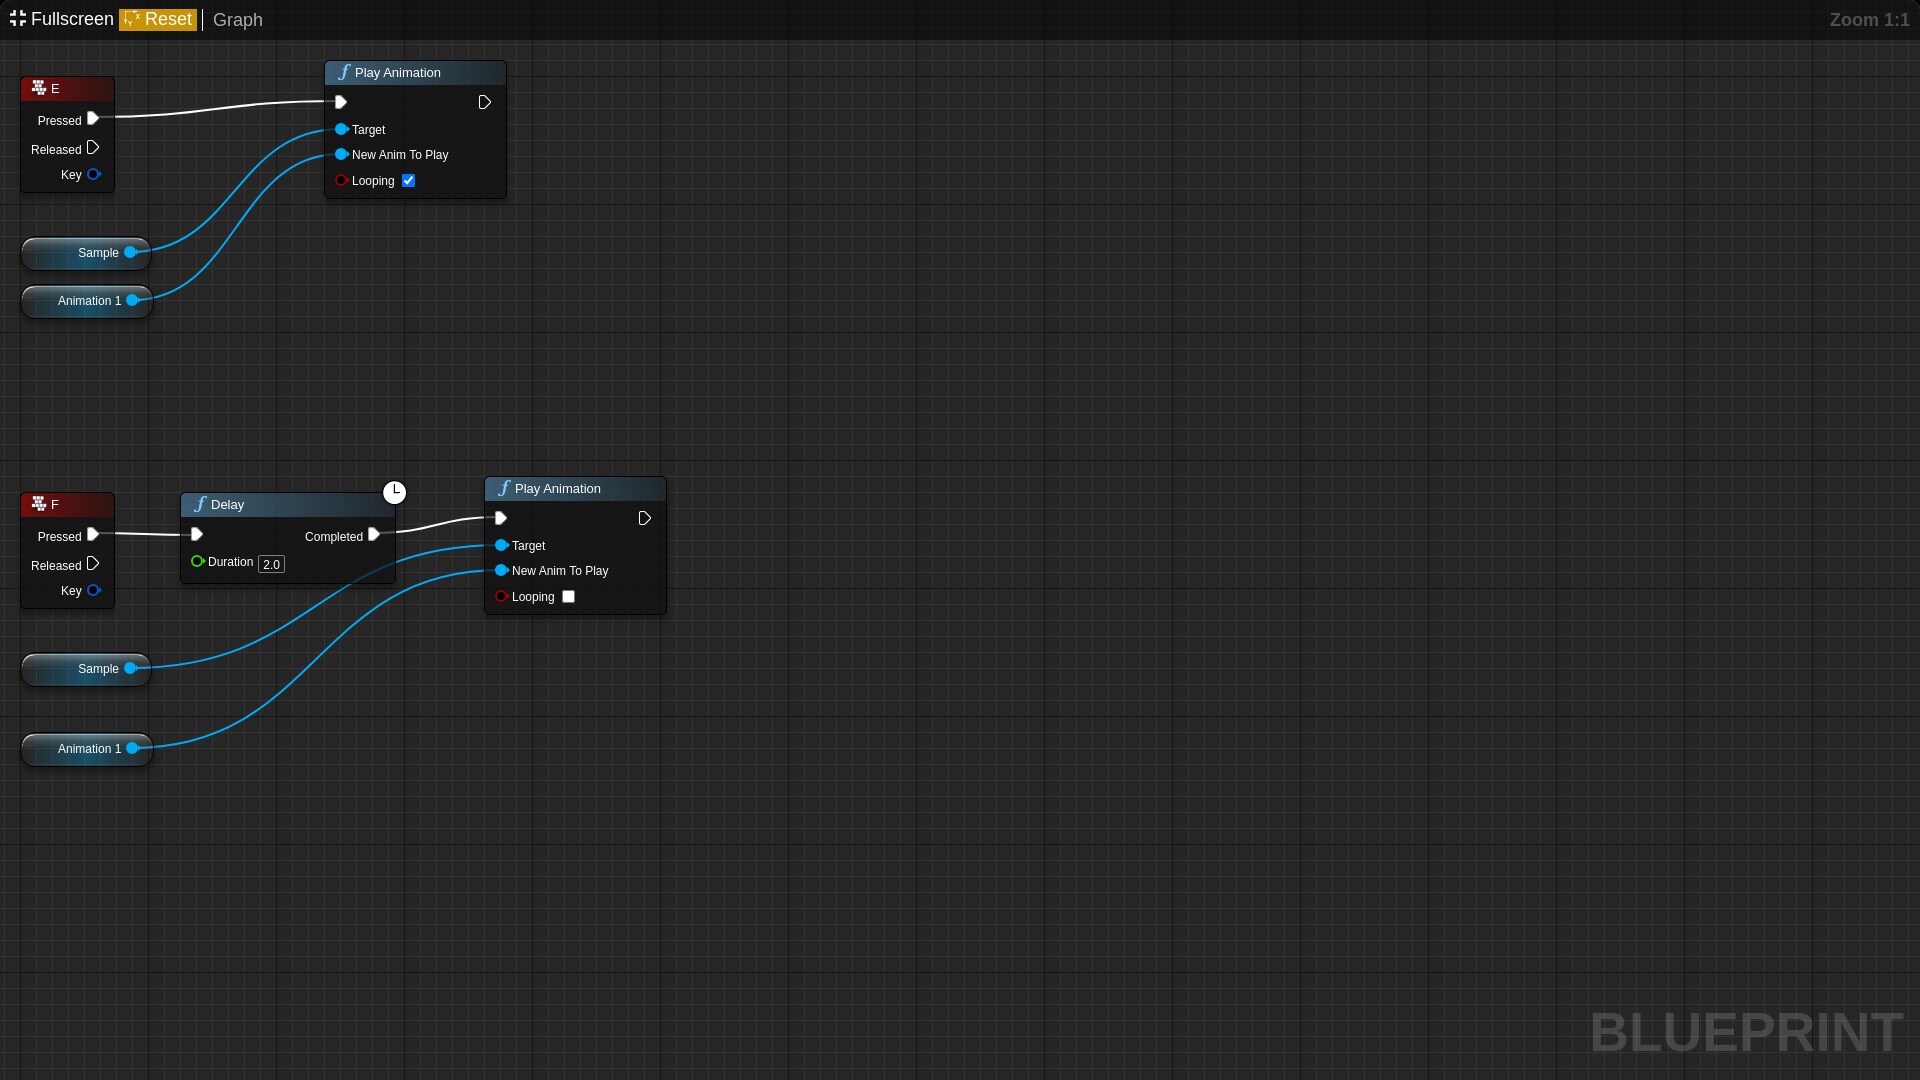 Fullscreen Reset Graph Zoom 1:1
E
Pressed
Released
Key
Play Animation
Target
New Anim To Play
Looping
Sample
Animation 1
F
Pressed
Released
Key
Delay
Completed
Duration 2.0
Play Animation
Target
New Anim To Play
Looping
Sample
Animation 1
BLUEPRINT